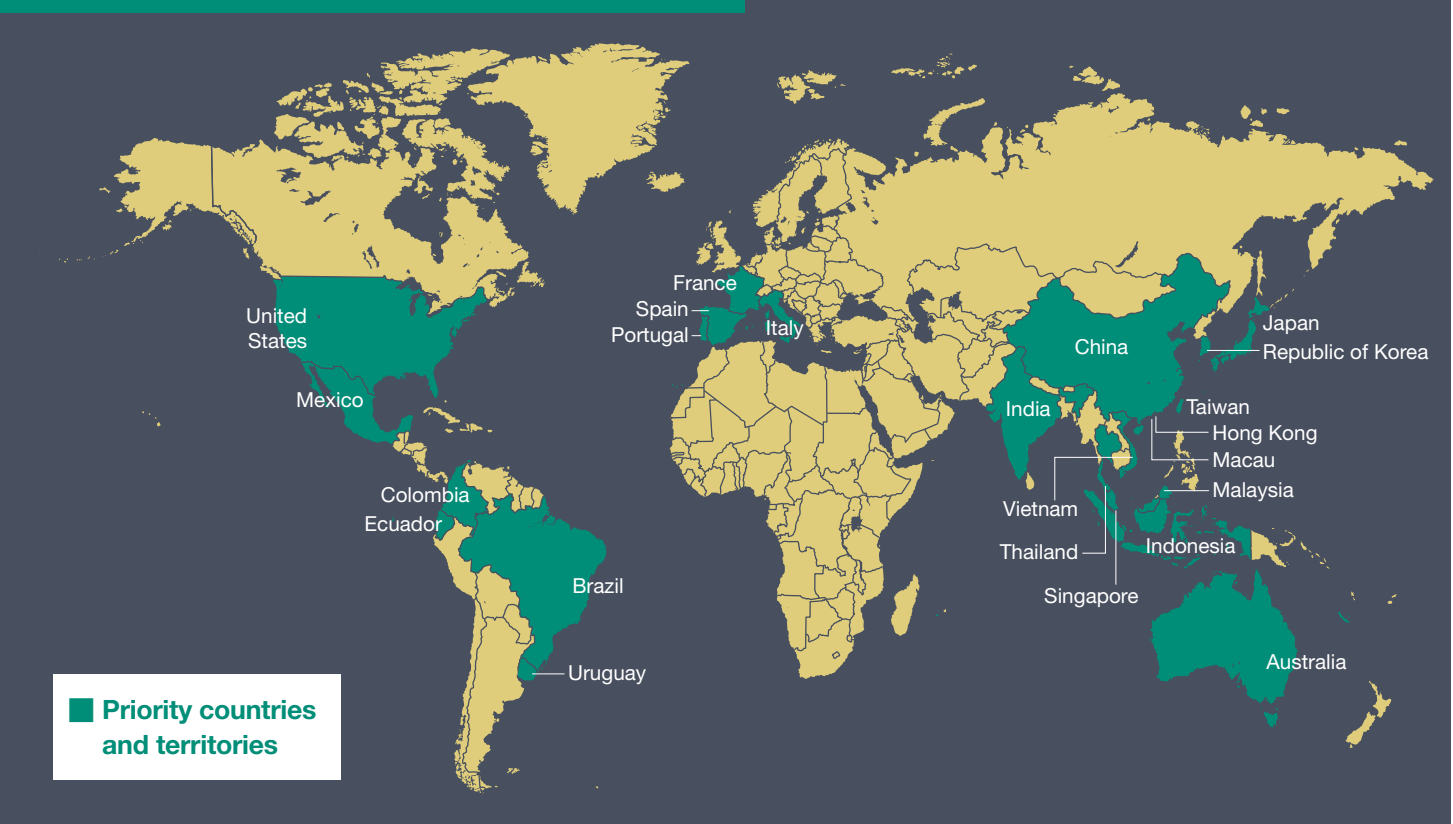 United
States
Mexico
Colombia
Ecuador
Brazil
Uruguay
France
Spain
Portugal
Italy
China
India
Japan
Republic of Korea
Taiwan
Hong Kong
Macau
Malaysia
Vietnam
Thailand
Indonesia
Singapore
Australia
Priority countries
and territories